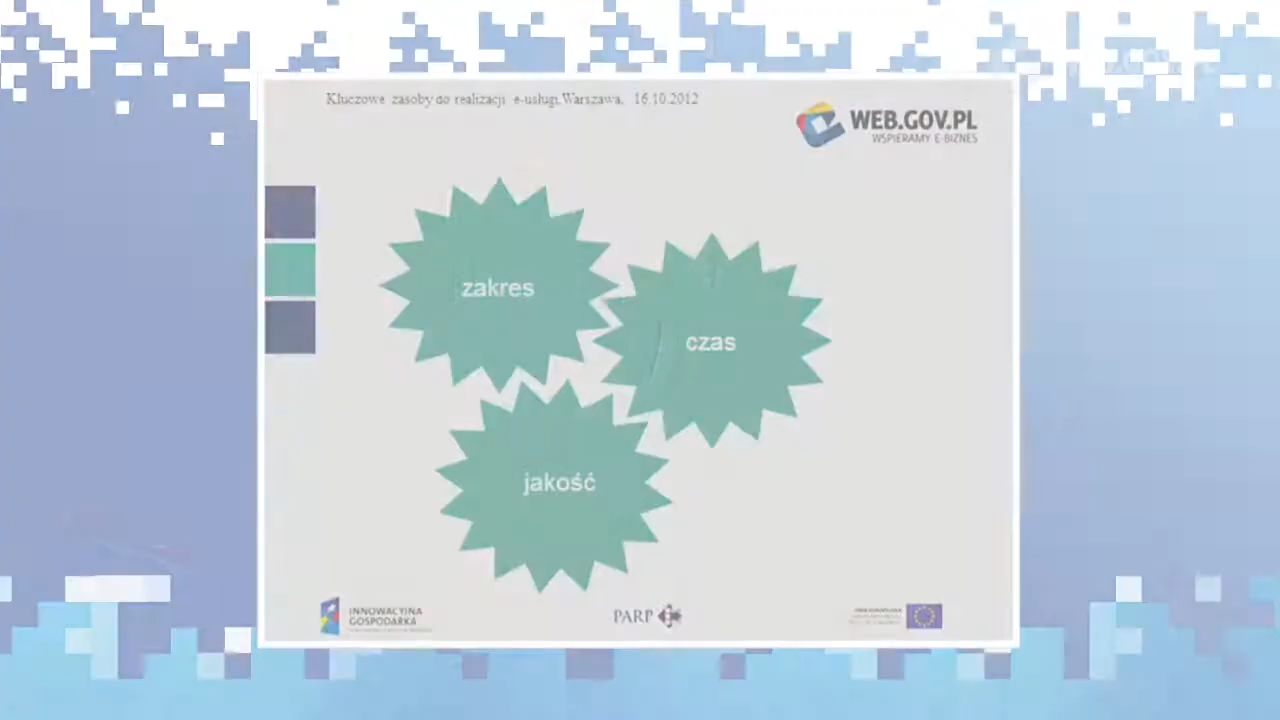 Kluczowe zasoby do realizacji e-usług, Warszawa, 16.10.2012
WEB.GOV.PL
WSPIERAMY E-BIZNES
zakres
czas
jakość
INNOWACYJNA
GOSPODARKA
PARP